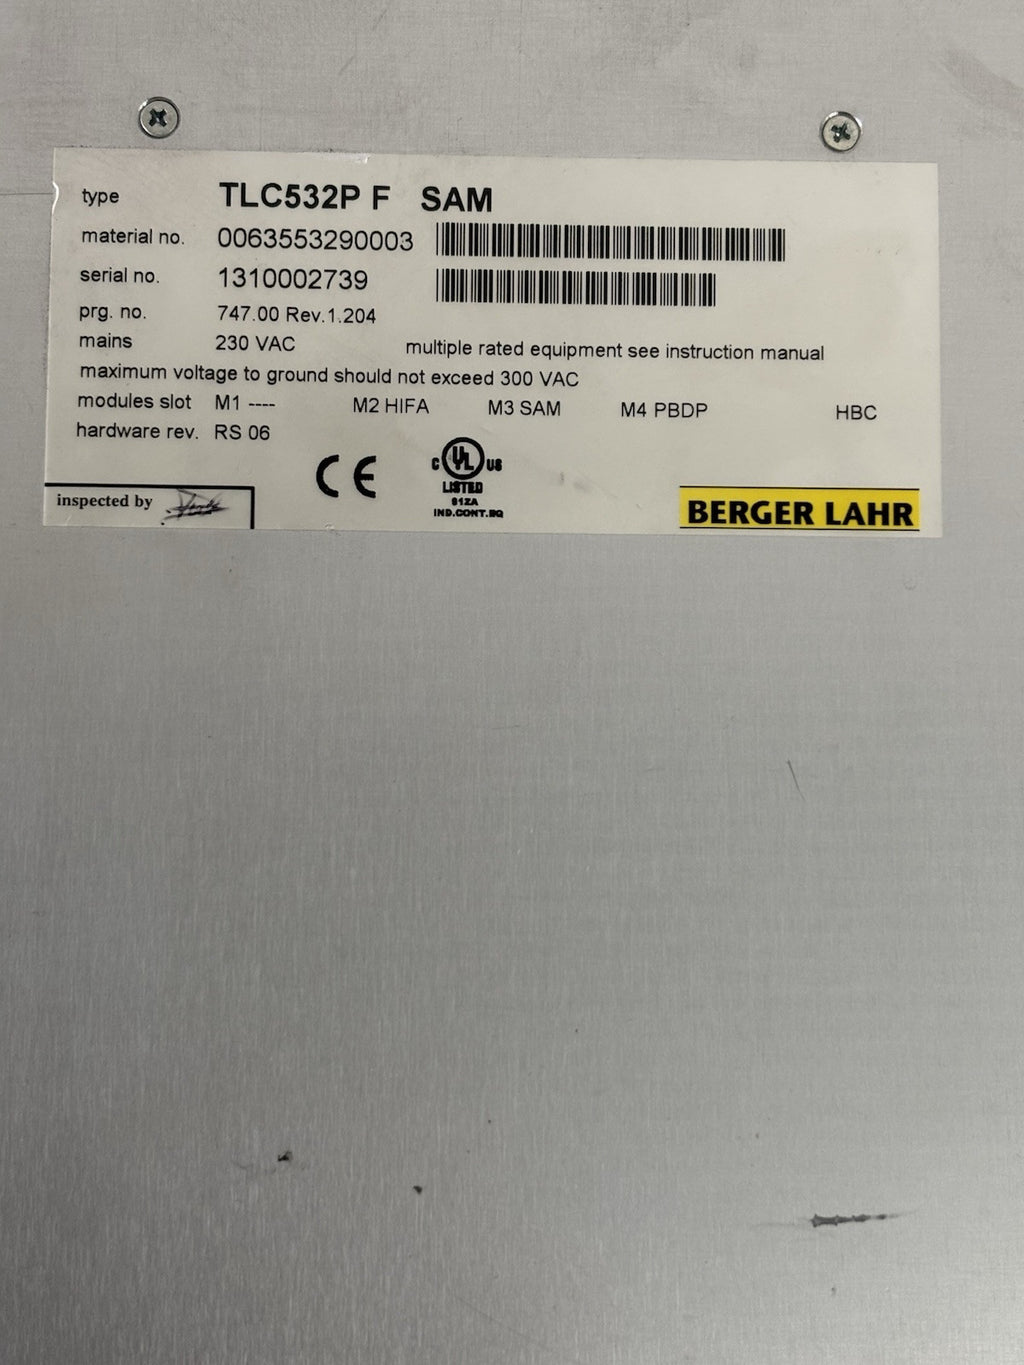 type TLC532P F SAM
material no. 0063553290003
serial no. 1310002739
prg. no. 747.00 Rev.1.204
mains 230 VAC multiple rated equipment see instruction manual
maximum voltage to ground should not exceed 300 VAC
modules slot M1 ---- M2 HIFA M3 SAM M4 PBDP HBC
hardware rev. RS 06
CE
C UL US
LISTED
81ZA
IND.CONT.EQ
inspected by
BERGER LAHR